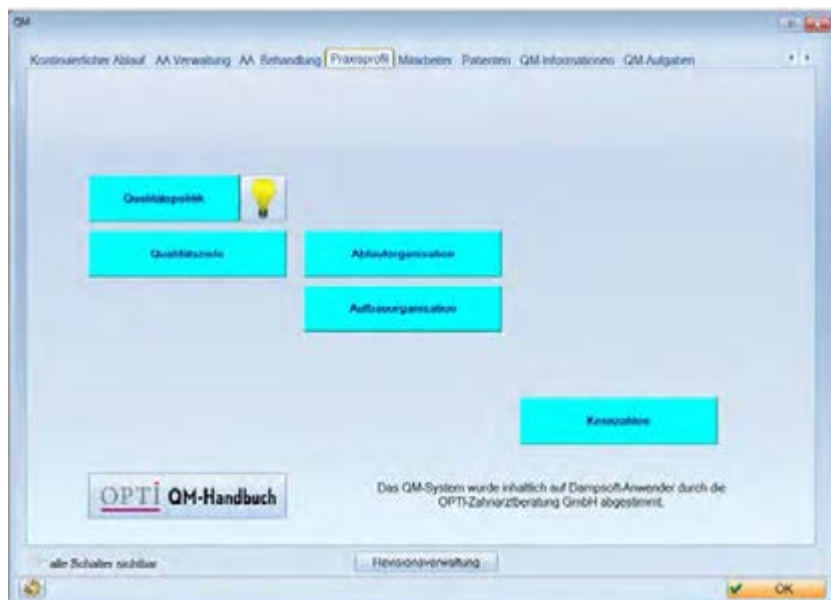 QM
Kontinuierlicher Ablauf AA Verwaltung AA Behandlung Praxisprofil Mitarbeiter Patienten QM-Informationen QM-Aufgaben
Qualitätspolitik
Qualitätsziele
Ablauforganisation
Aufbauorganisation
Kennzahlen
OPTI QM-Handbuch
Das QM-System wurde inhaltlich auf Dampsoft-Anwender durch die
OPTI-Zahnarztberatung GmbH abgestimmt.
alle Schalter sichtbar
Revisionsverwaltung
OK